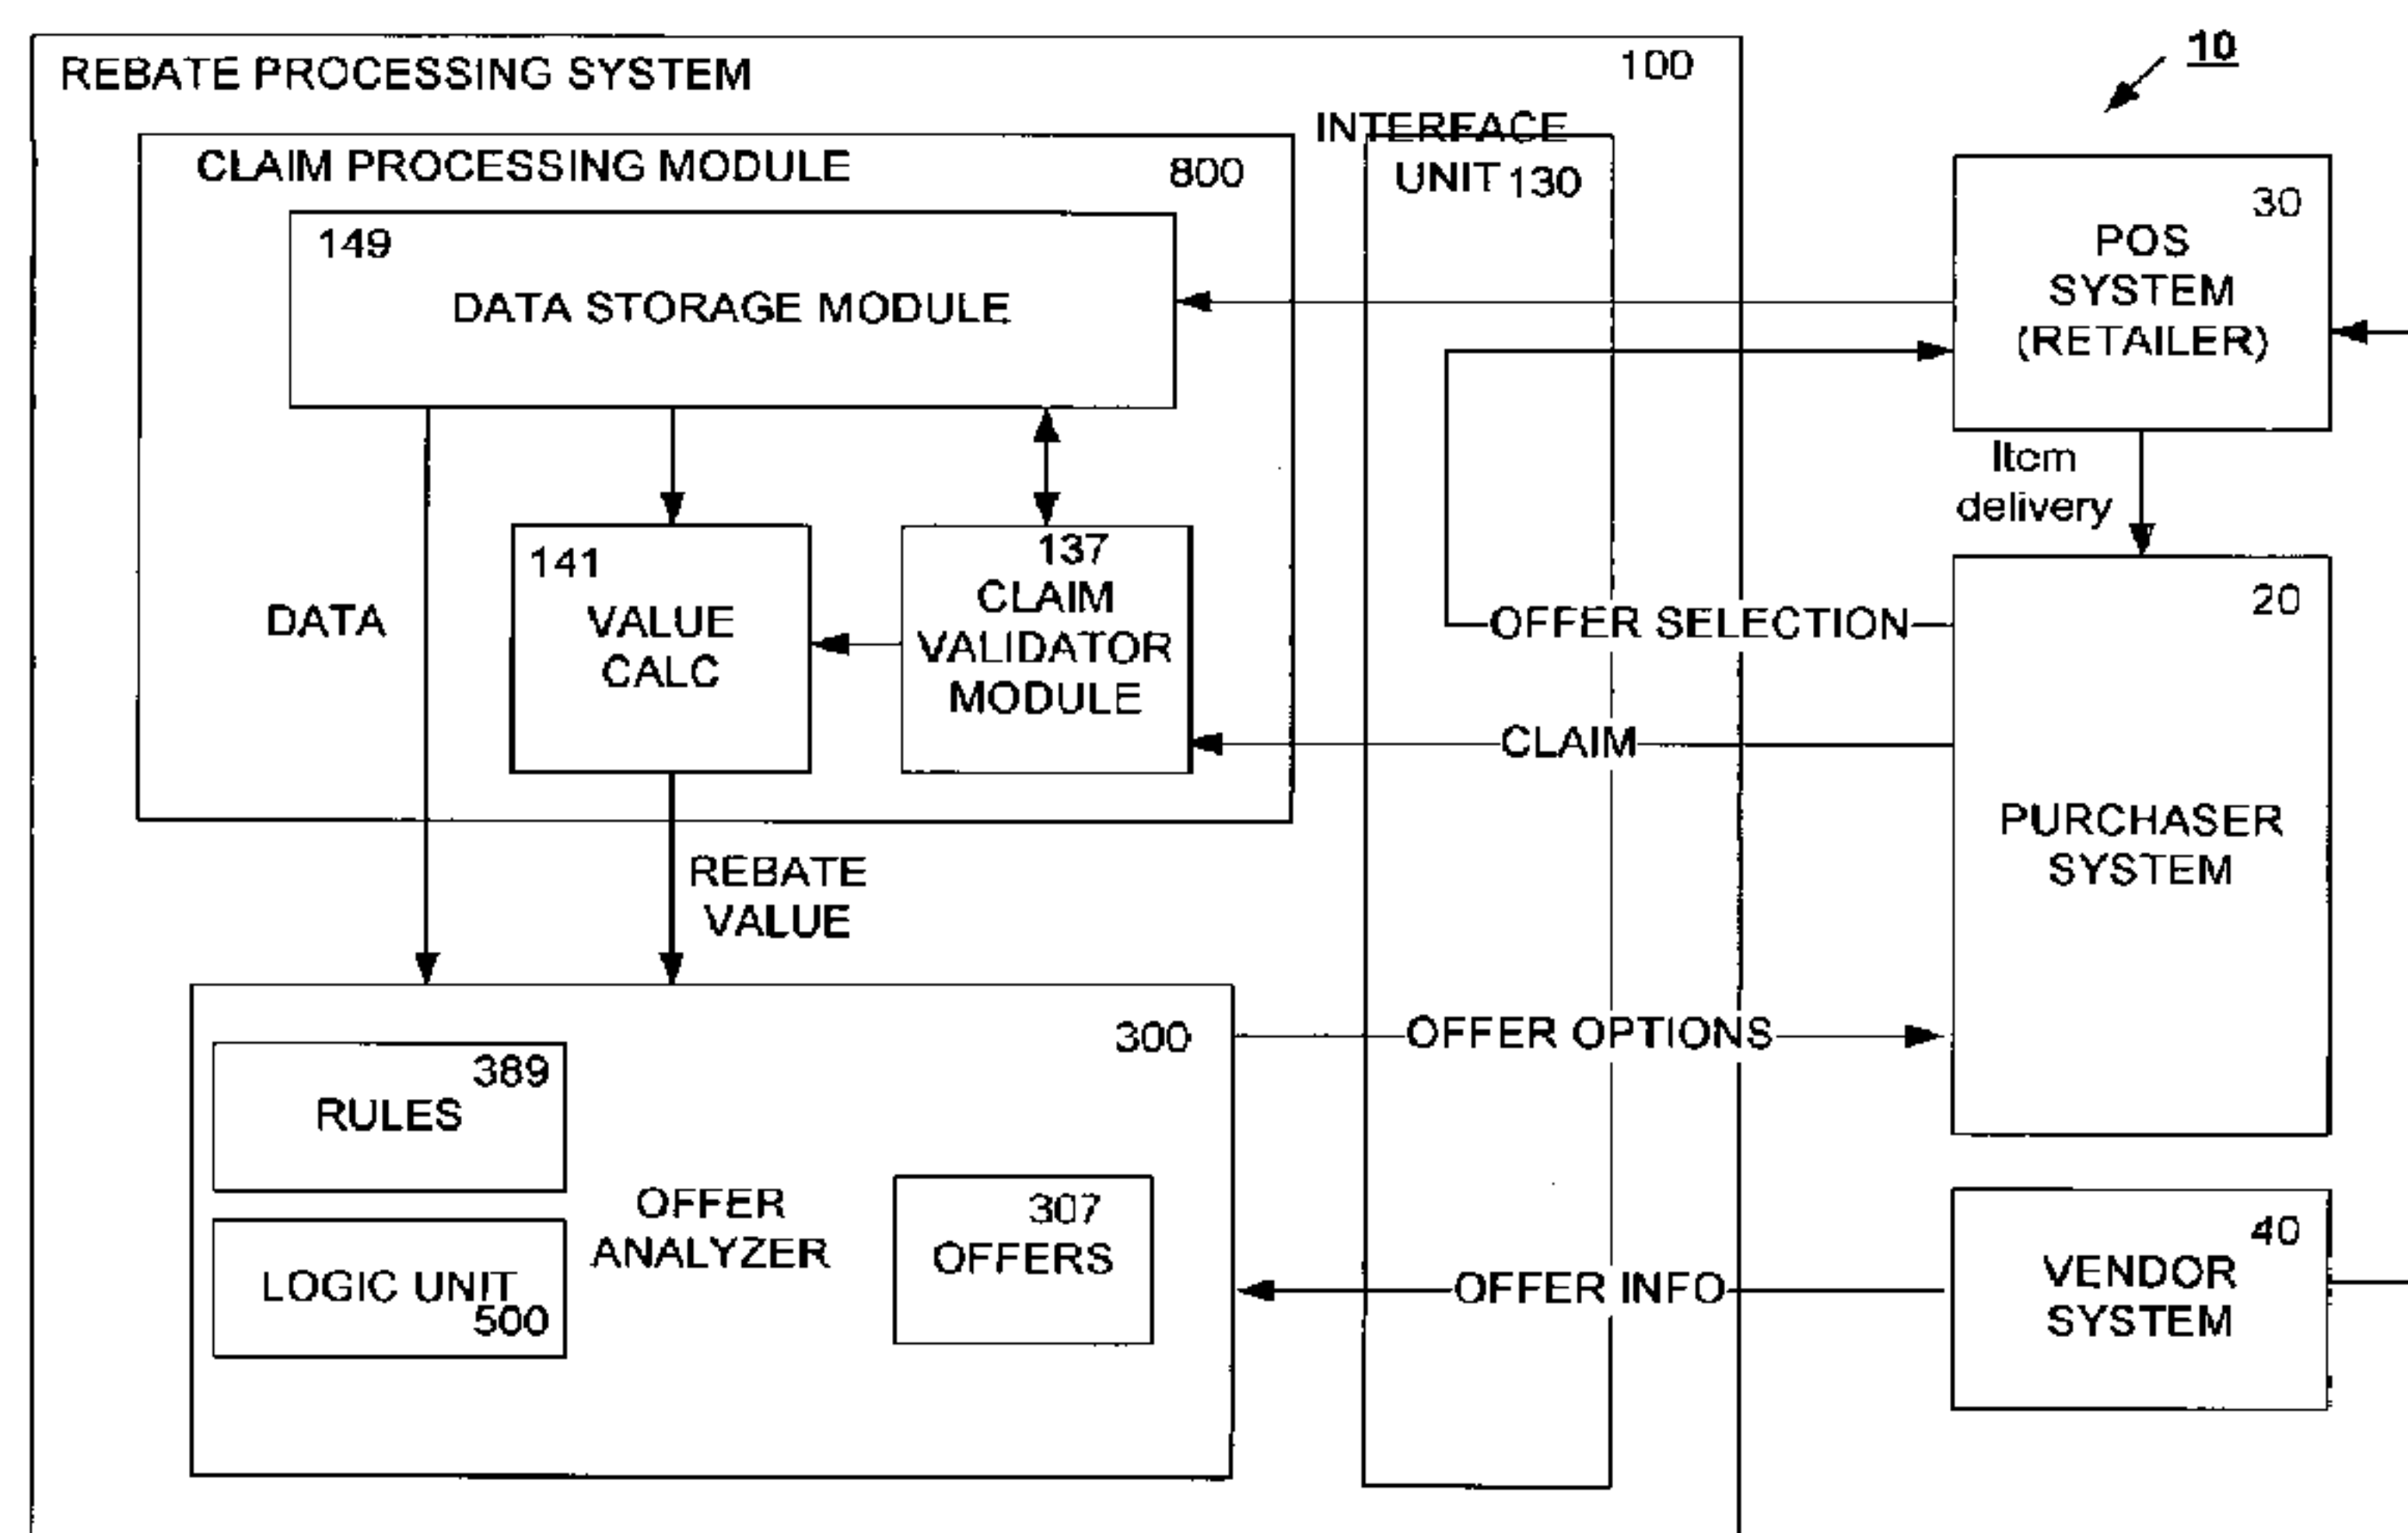 10
REBATE PROCESSING SYSTEM
100
CLAIM PROCESSING MODULE
800
INTERFACE
UNIT 130
149
DATA STORAGE MODULE
30
POS
SYSTEM
(RETAILER)
Item
delivery
DATA
141
VALUE
CALC
137
CLAIM
VALIDATOR
MODULE
OFFER SELECTION
CLAIM
20
PURCHASER
SYSTEM
REBATE
VALUE
300
OFFER OPTIONS
389
RULES
OFFER
ANALYZER
LOGIC UNIT
500
307
OFFERS
OFFER INFO
40
VENDOR
SYSTEM